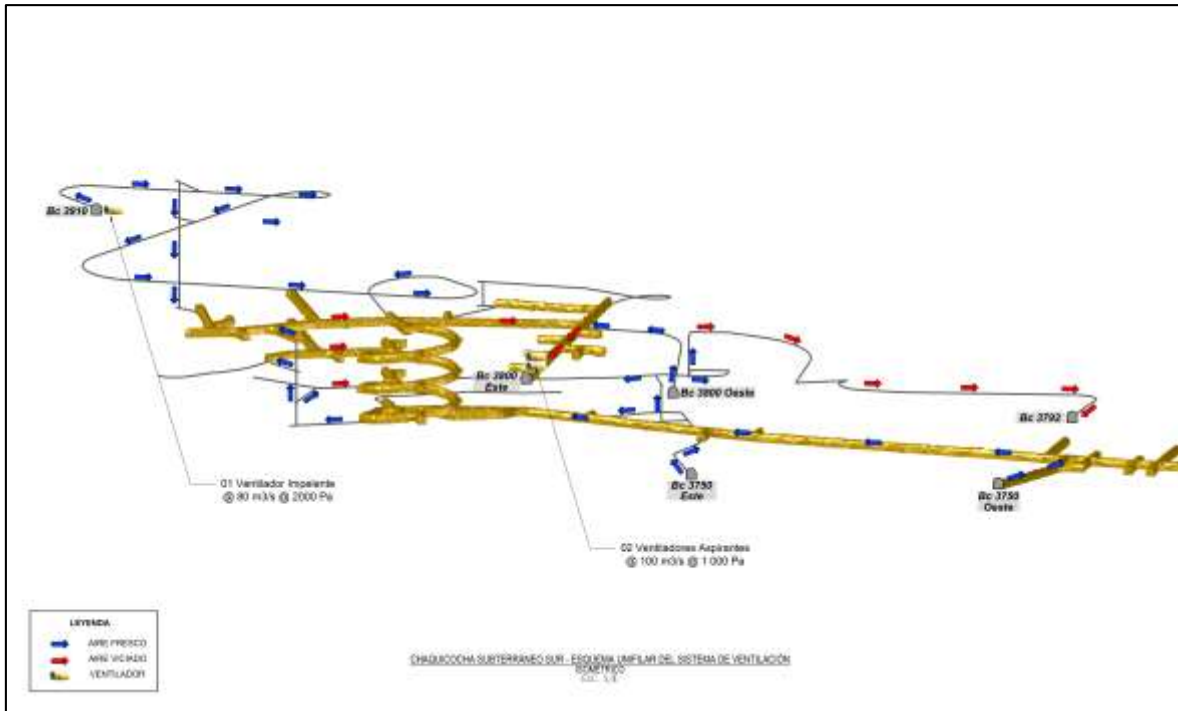 Bc 3910
Bc 3800
Este
Bc 3800 Oeste
Bc 3792
Bc 3750
Este
Bc 3750
Oeste
01 Ventilador Impelente
@ 80 m3/s @ 2000 Pa
02 Ventiladores Aspirantes
@ 100 m3/s @ 1 000 Pa
LEYENDA
AIRE FRESCO
AIRE VICIADO
VENTILADOR
CHAQUICOCHA SUBTERRANEO SUR - ESQUEMA UNIFILAR DEL SISTEMA DE VENTILACIÓN
ISOMÉTRICO